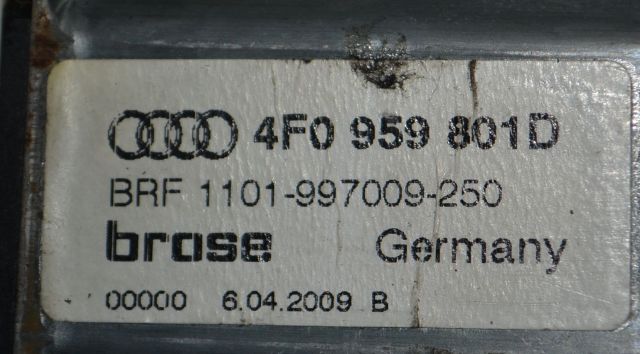 4F0 959 801D
BRF 1101-997009-250
brose Germany
00000 6.04.2009 B